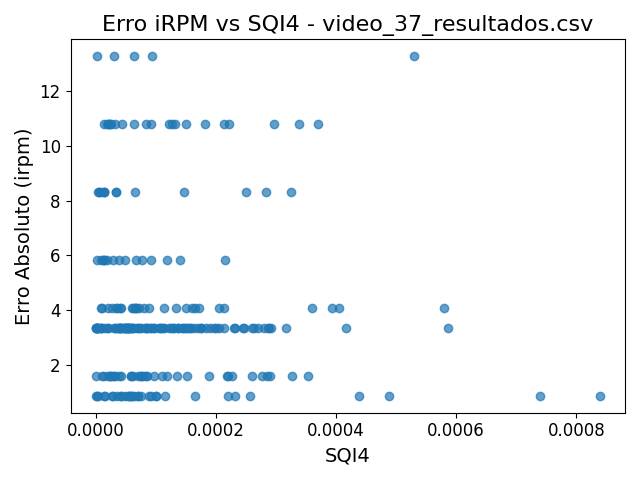 Erro iRPM vs SQI4 - video_37_resultados.csv
Erro Absoluto (irpm)
12
10
8
6
4
2
0.0000 0.0002 0.0004 0.0006 0.0008
SQI4